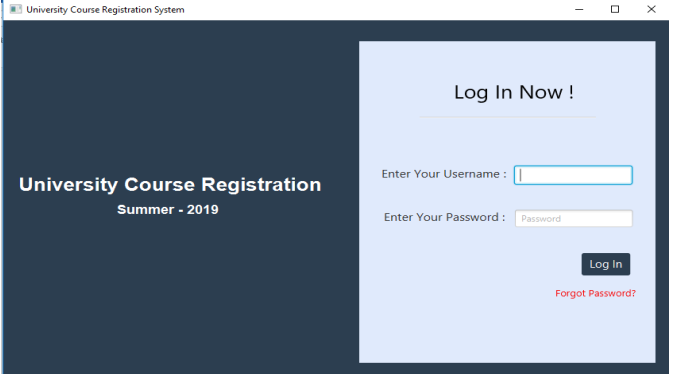 University Course Registration System
Log In Now !
University Course Registration
Summer - 2019
Enter Your Username :
Enter Your Password : Password
Log In
Forgot Password?